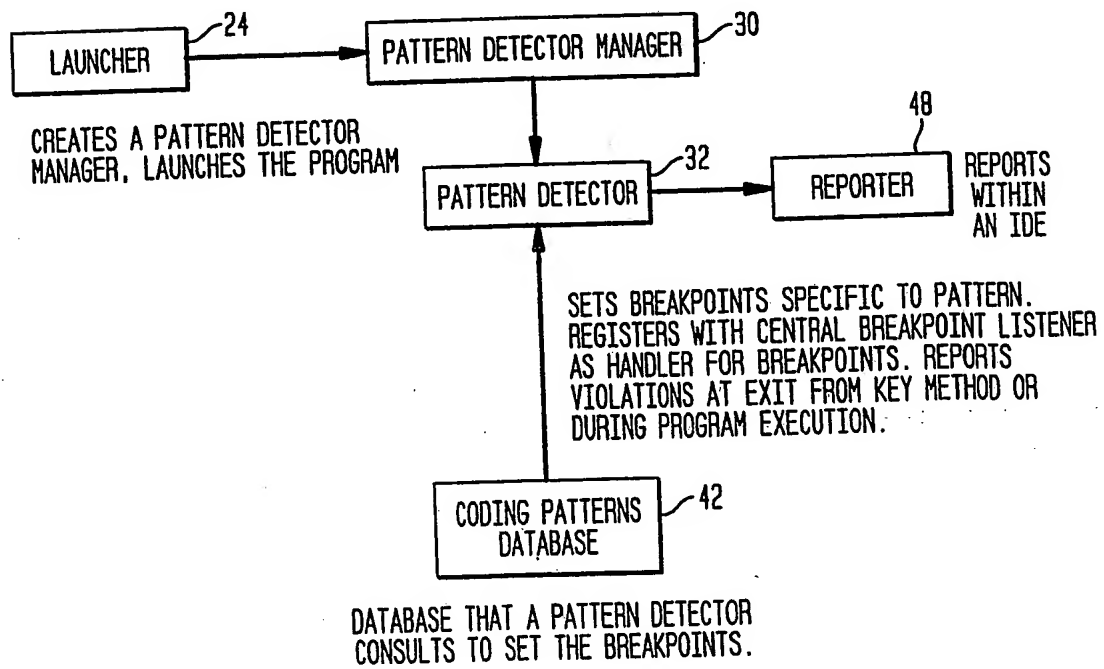 24
LAUNCHER
PATTERN DETECTOR MANAGER
30
CREATES A PATTERN DETECTOR
MANAGER, LAUNCHES THE PROGRAM
32
PATTERN DETECTOR
48
REPORTER
REPORTS
WITHIN
AN IDE
SETS BREAKPOINTS SPECIFIC TO PATTERN.
REGISTERS WITH CENTRAL BREAKPOINT LISTENER
AS HANDLER FOR BREAKPOINTS. REPORTS
VIOLATIONS AT EXIT FROM KEY METHOD OR
DURING PROGRAM EXECUTION.
CODING PATTERNS
DATABASE
42
DATABASE THAT A PATTERN DETECTOR
CONSULTS TO SET THE BREAKPOINTS.